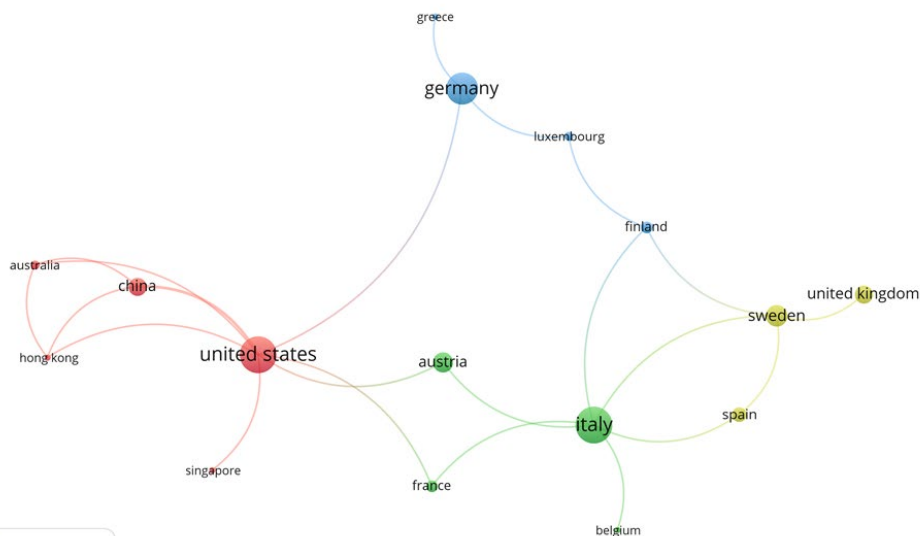 greece
germany
luxembourg
finland
australia
china
united kingdom
sweden
hong kong
united states
austria
spain
italy
singapore
france
belgium